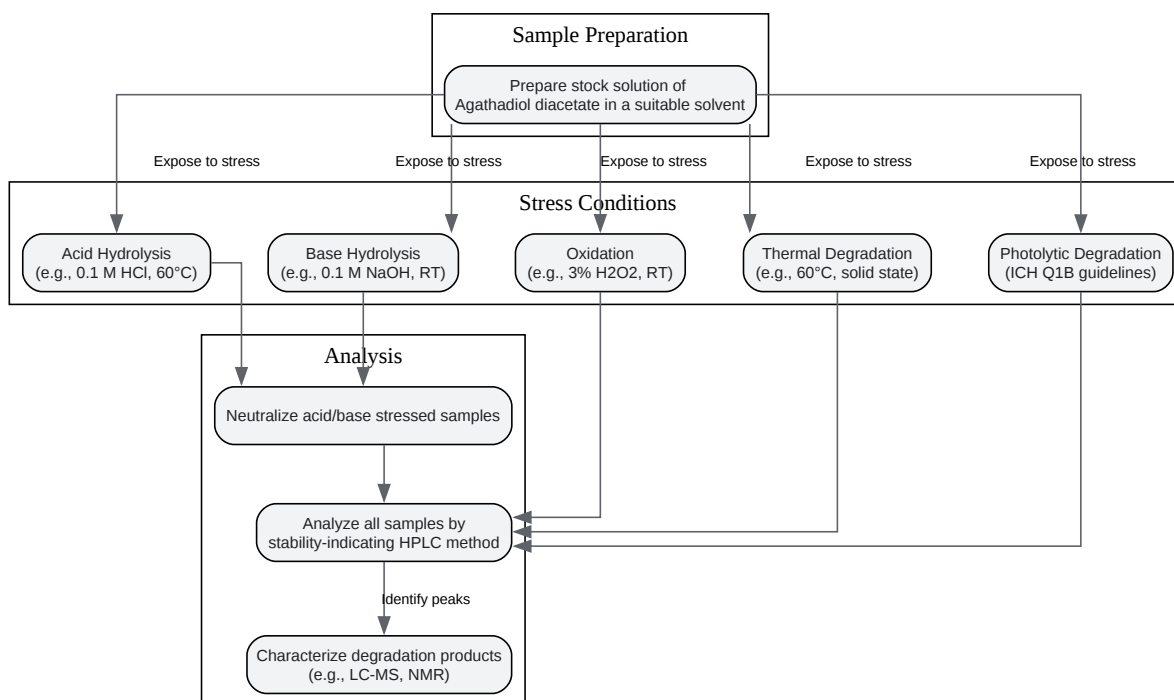 Sample Preparation
Prepare stock solution of
Agathadiol diacetate in a suitable solvent
Expose to stress
Expose to stress
Expose to stress
Expose to stress
Expose to stress
Stress Conditions
Acid Hydrolysis
(e.g., 0.1 M HCl, 60°C)
Base Hydrolysis
(e.g., 0.1 M NaOH, RT)
Oxidation
(e.g., 3% H2O2, RT)
Thermal Degradation
(e.g., 60°C, solid state)
Photolytic Degradation
(ICH Q1B guidelines)
Analysis
Neutralize acid/base stressed samples
Analyze all samples by
stability-indicating HPLC method
Identify peaks
Characterize degradation products
(e.g., LC-MS, NMR)